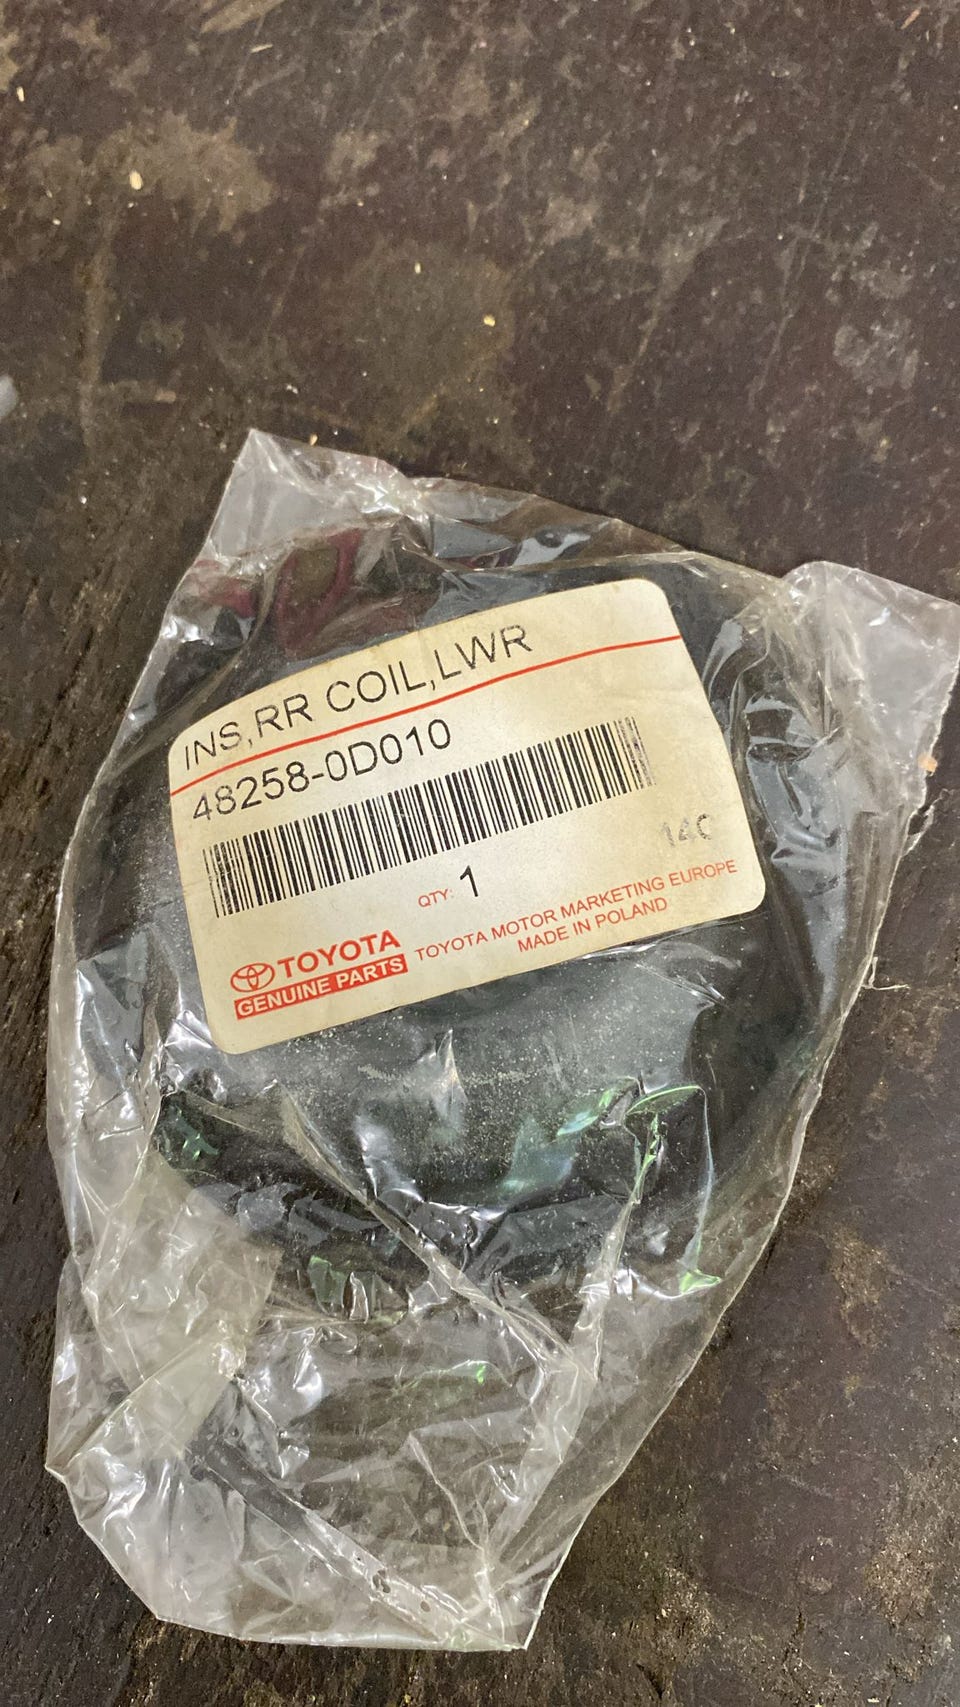 INS,RR COIL,LWR
48258-0D010
14C
QTY: 1
TOYOTA
GENUINE PARTS
TOYOTA MOTOR MARKETING EUROPE
MADE IN POLAND